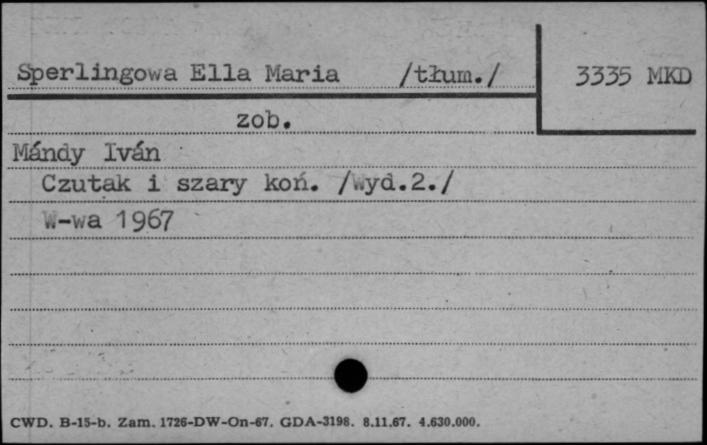 Sperlingowa Ella Maria /tłum./ 3335 MKD
zob.
Mándy Iván
Czutak i szary koń. /Wyd.2./
W-wa 1967
CWD. B-15-b. Zam. 1726-DW-On-67. GDA-3198. 8.11.67. 4.630.000.